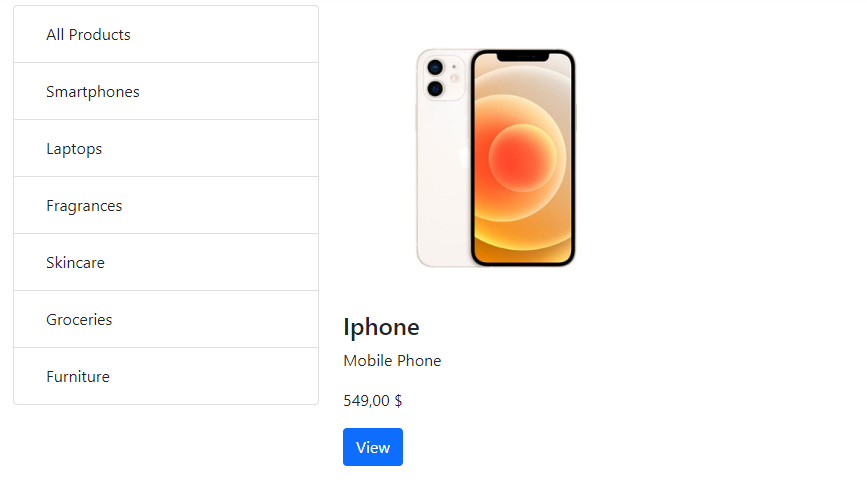 All Products
Smartphones
Laptops
Fragrances
Skincare
Groceries
Furniture
Iphone
Mobile Phone
549,00 $
View